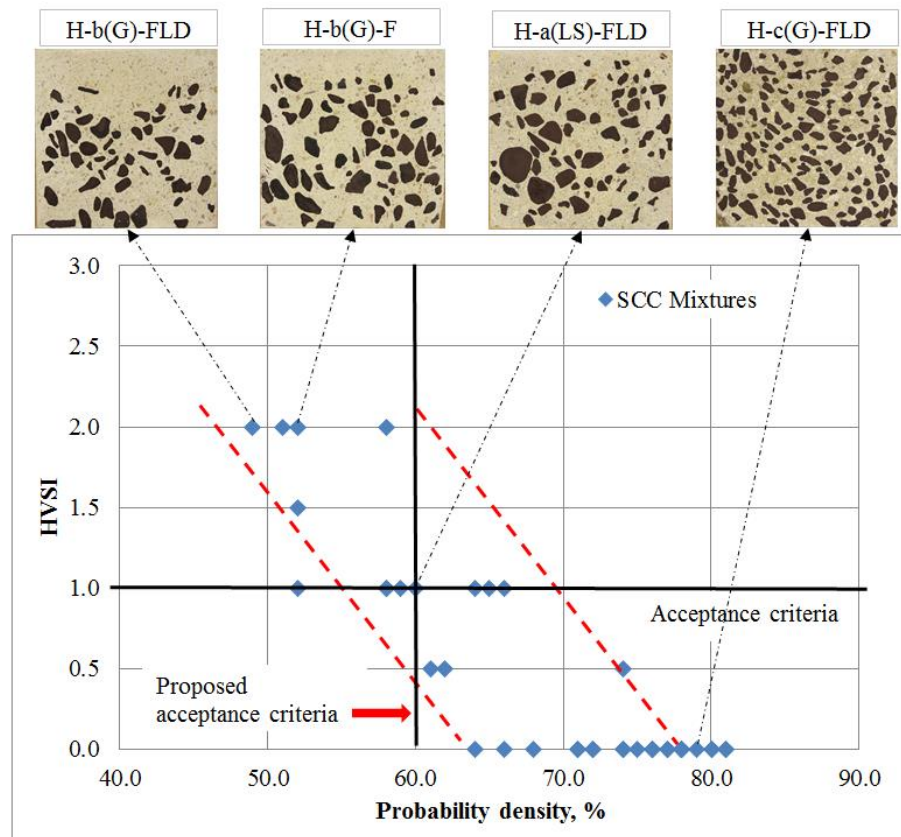 H-b(G)-FLD
H-b(G)-F
H-a(LS)-FLD
H-c(G)-FLD
3.0
2.5
2.0
1.5
1.0
0.5
0.0
HVSI
SCC Mixtures
Acceptance criteria
Proposed
acceptance criteria
40.0 50.0 60.0 70.0 80.0 90.0
Probability density, %